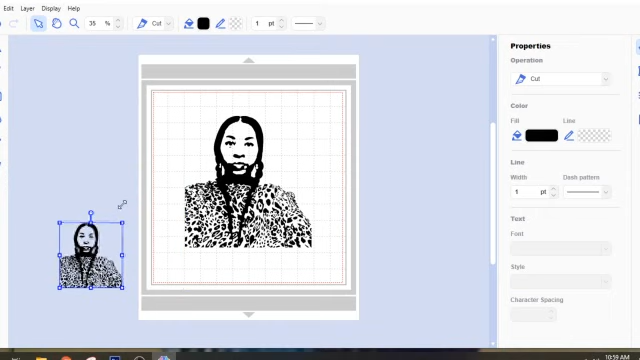 Edit Layer Display Help
35 % Cut 1 pt
Properties
Operation
Cut
Color
Fill Line
Line
Width Dash pattern
1 pt
Text
Font
Style
Character Spacing
10:59 AM